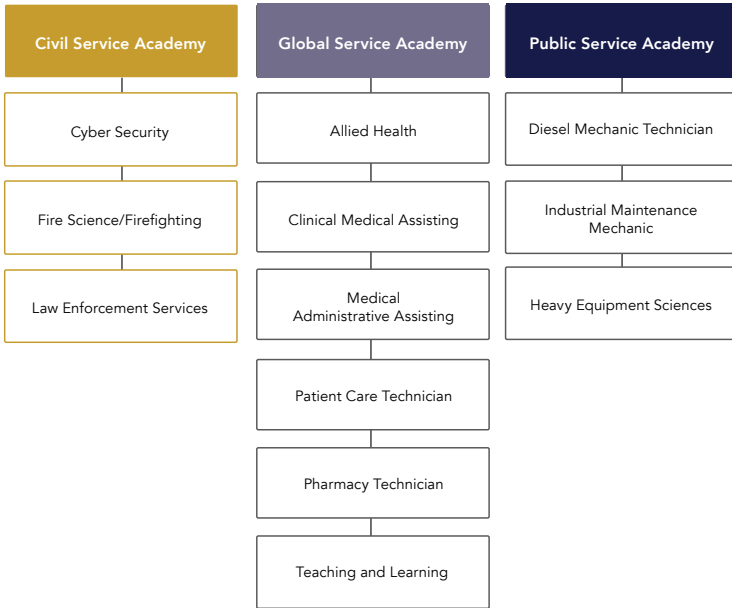 Civil Service Academy
Cyber Security
Fire Science/Firefighting
Law Enforcement Services
Global Service Academy
Allied Health
Clinical Medical Assisting
Medical
Administrative Assisting
Patient Care Technician
Pharmacy Technician
Teaching and Learning
Public Service Academy
Diesel Mechanic Technician
Industrial Maintenance
Mechanic
Heavy Equipment Sciences